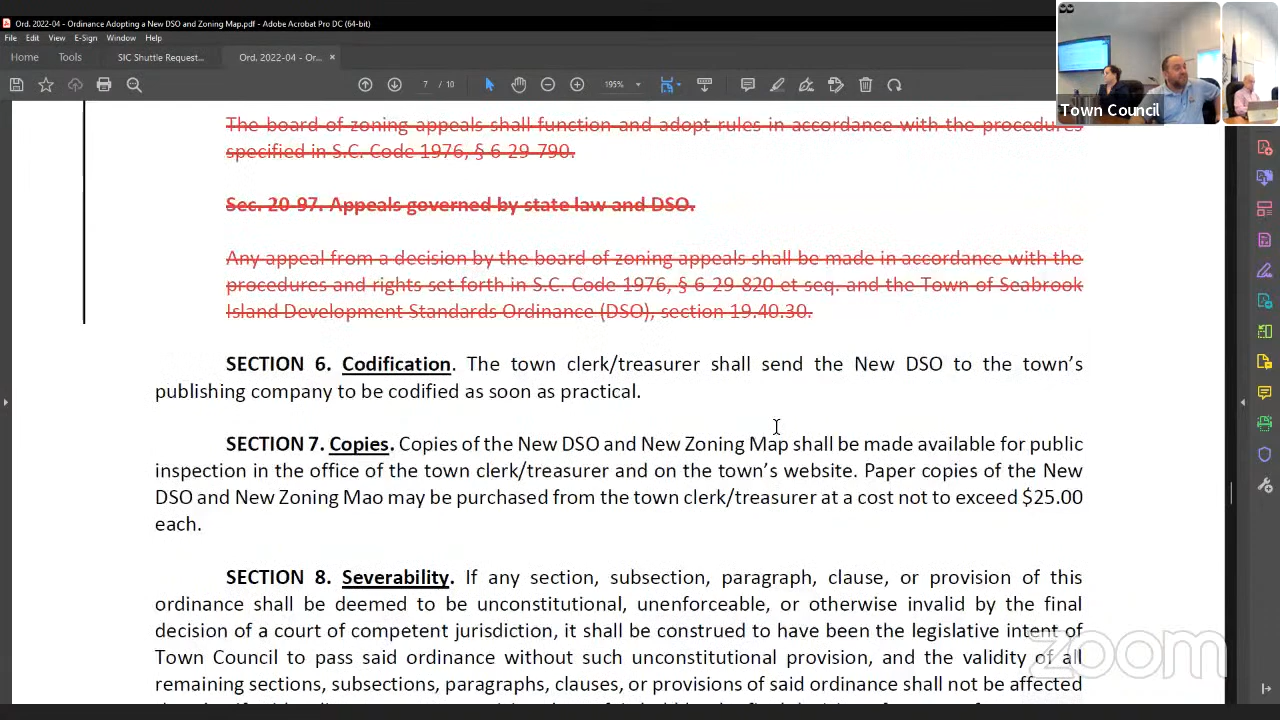 Ord. 2022-04 - Ordinance Adopting a New DSO and Zoning Map.pdf - Adobe Acrobat Pro DC (64-bit)
File Edit View E-Sign Window Help
Home Tools SIC Shuttle Request... Ord. 2022-04 - Or... ×
7 / 10 195%
Town Council
The board of zoning appeals shall function and adopt rules in accordance with the procedures
specified in S.C. Code 1976, § 6-29-790.
Sec. 20-97. Appeals governed by state law and DSO.
Any appeal from a decision by the board of zoning appeals shall be made in accordance with the
procedures and rights set forth in S.C. Code 1976, § 6-29-820 et seq. and the Town of Seabrook
Island Development Standards Ordinance (DSO), section 19.40.30.
SECTION 6. Codification. The town clerk/treasurer shall send the New DSO to the town's
publishing company to be codified as soon as practical.
SECTION 7. Copies. Copies of the New DSO and New Zoning Map shall be made available for public
inspection in the office of the town clerk/treasurer and on the town's website. Paper copies of the New
DSO and New Zoning Mao may be purchased from the town clerk/treasurer at a cost not to exceed $25.00
each.
SECTION 8. Severability. If any section, subsection, paragraph, clause, or provision of this
ordinance shall be deemed to be unconstitutional, unenforceable, or otherwise invalid by the final
decision of a court of competent jurisdiction, it shall be construed to have been the legislative intent of
Town Council to pass said ordinance without such unconstitutional provision, and the validity of all
remaining sections, subsections, paragraphs, clauses, or provisions of said ordinance shall not be affected
zoom